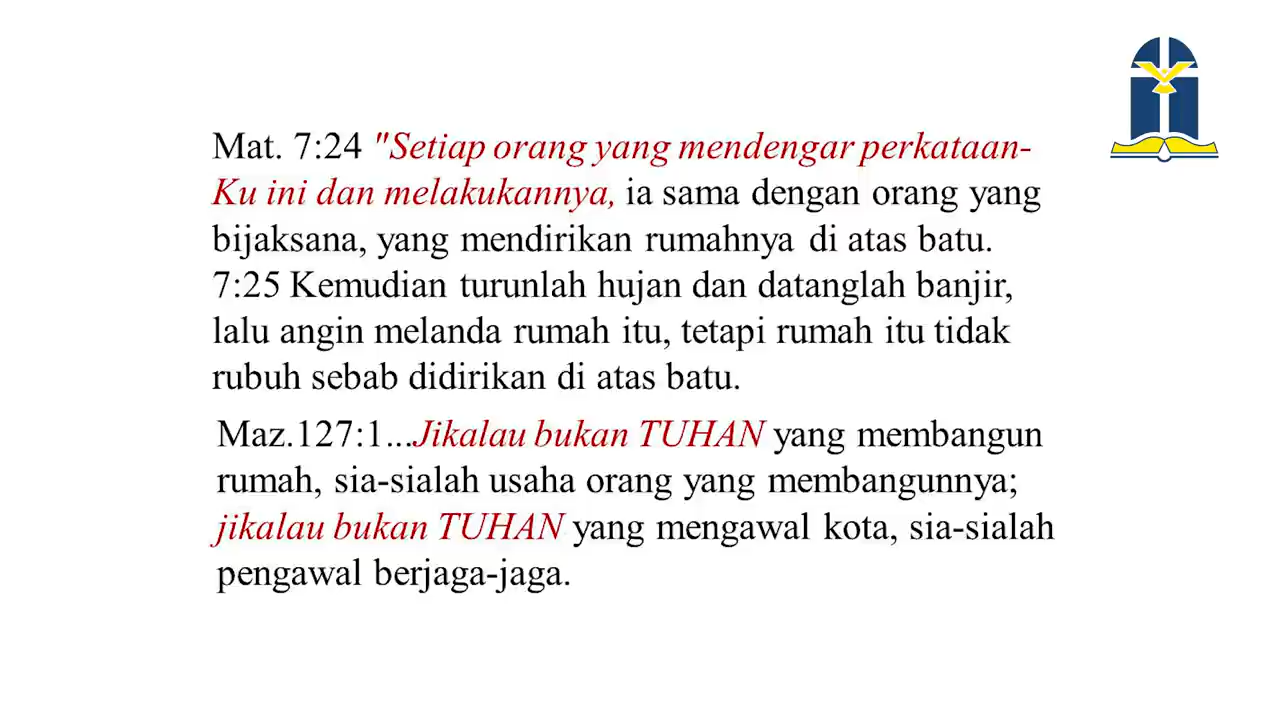 Mat. 7:24 "Setiap orang yang mendengar perkataan-
Ku ini dan melakukannya, ia sama dengan orang yang
bijaksana, yang mendirikan rumahnya di atas batu.
7:25 Kemudian turunlah hujan dan datanglah banjir,
lalu angin melanda rumah itu, tetapi rumah itu tidak
rubuh sebab didirikan di atas batu.
Maz.127:1...Jikalau bukan TUHAN yang membangun
rumah, sia-sialah usaha orang yang membangunnya;
jikalau bukan TUHAN yang mengawal kota, sia-sialah
pengawal berjaga-jaga.